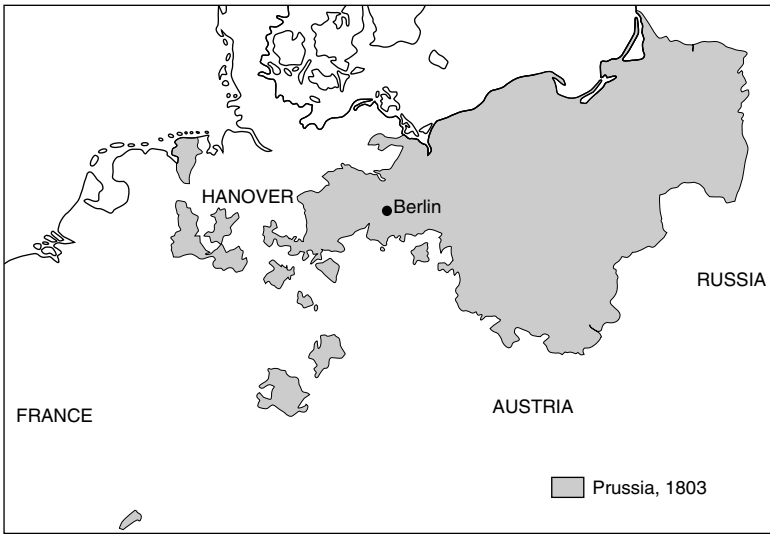 HANOVER
Berlin
RUSSIA
FRANCE
AUSTRIA
Prussia, 1803